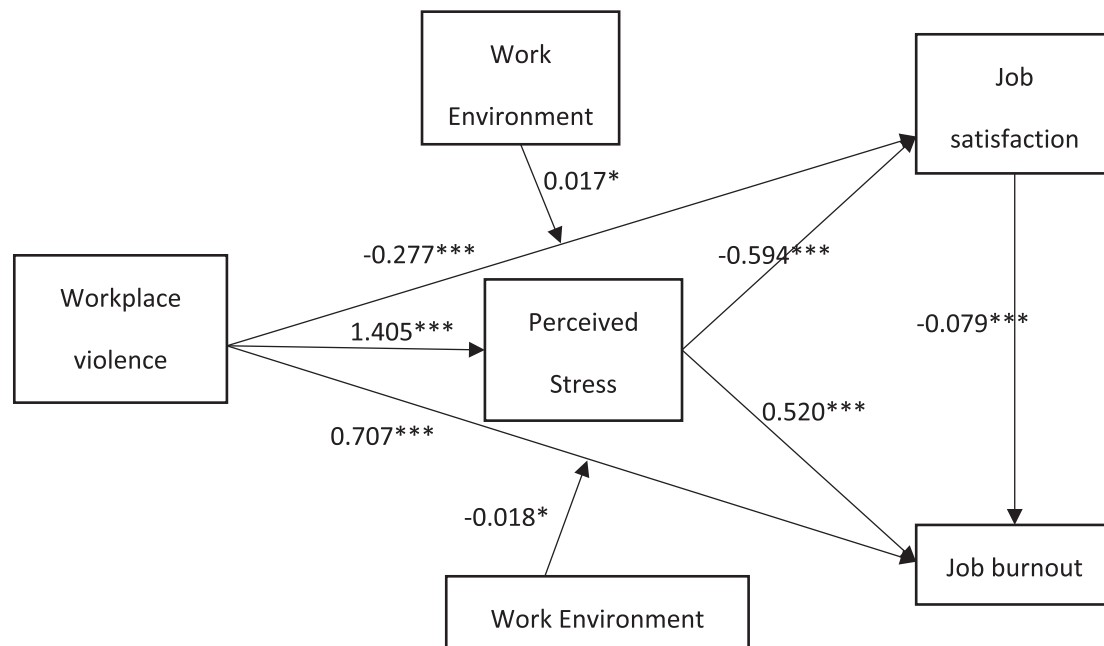 Work
Environment
Job
satisfaction
0.017*
-0.277***
-0.594***
Workplace
violence
1.405***
Perceived
Stress
-0.079***
0.707***
0.520***
-0.018*
Job burnout
Work Environment